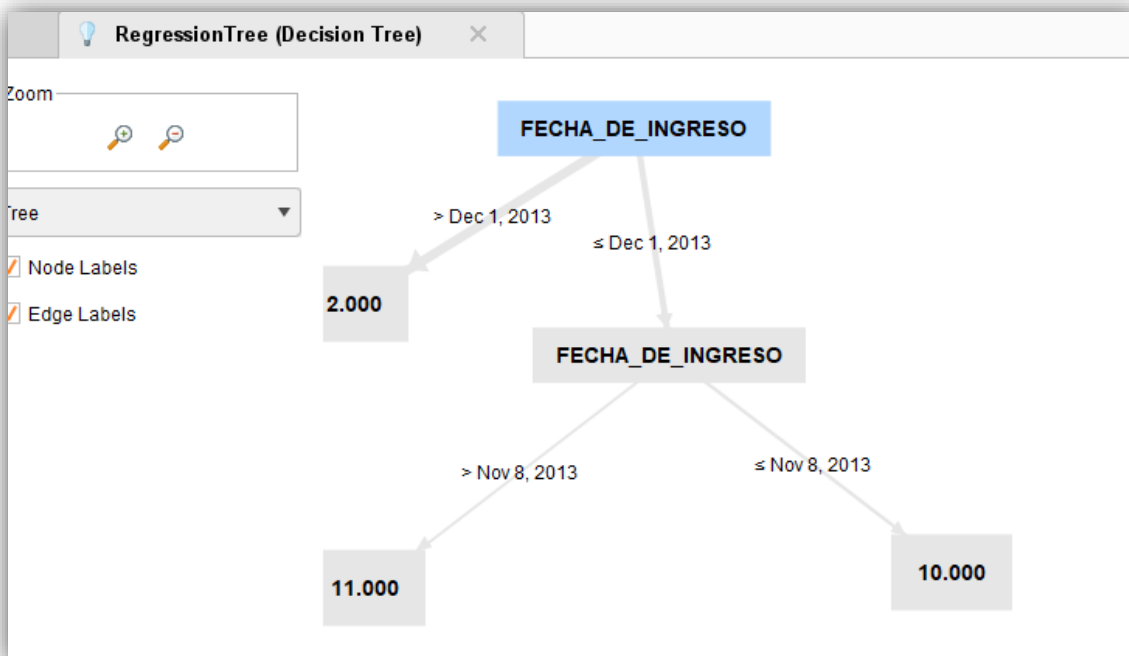 RegressionTree (Decision Tree)
Zoom
FECHA_DE_INGRESO
Tree
> Dec 1, 2013
≤ Dec 1, 2013
Node Labels
2.000
Edge Labels
FECHA_DE_INGRESO
> Nov 8, 2013
≤ Nov 8, 2013
11.000
10.000